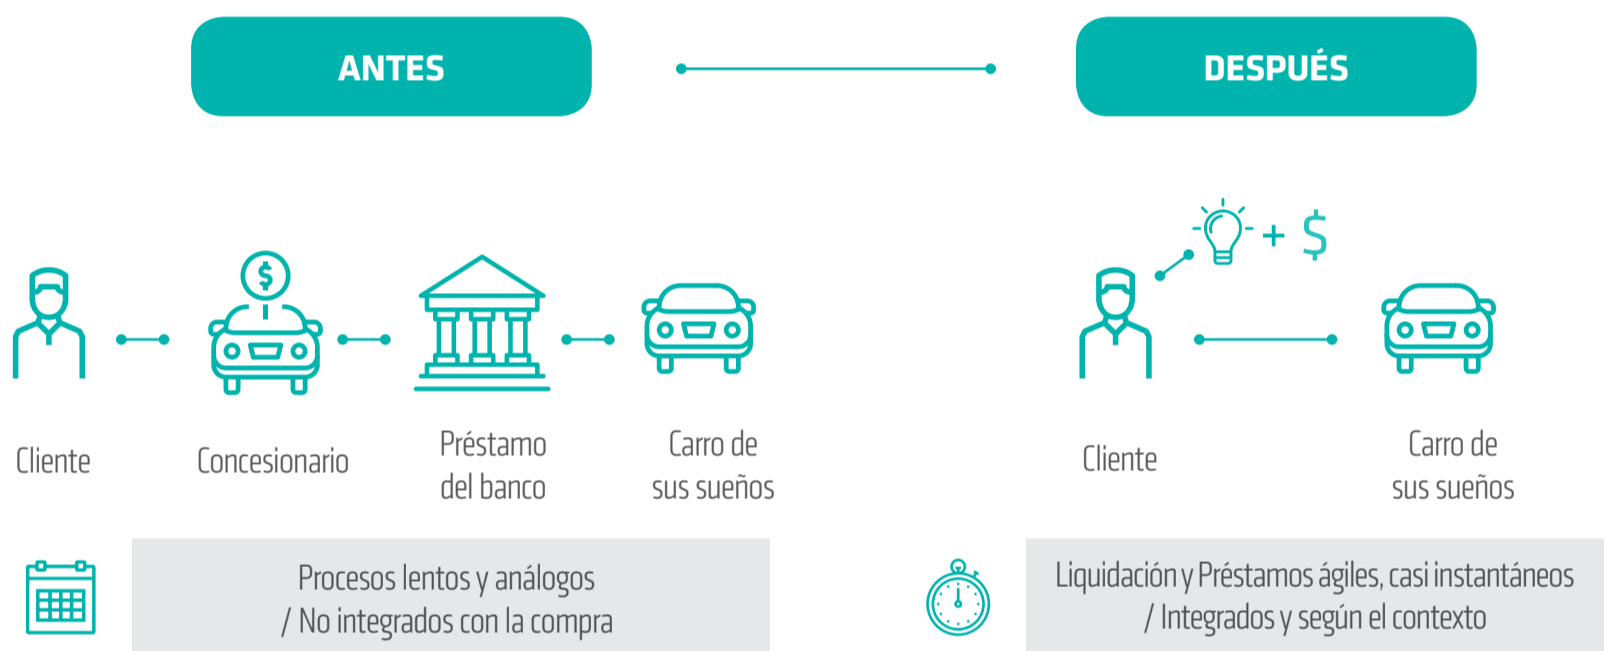 ANTES
DESPUÉS
$
+ $
Cliente
Concesionario
Préstamo
del banco
Carro de
sus sueños
Cliente
Carro de
sus sueños
Procesos lentos y análogos
/ No integrados con la compra
Liquidación y Préstamos ágiles, casi instantáneos
/ Integrados y según el contexto